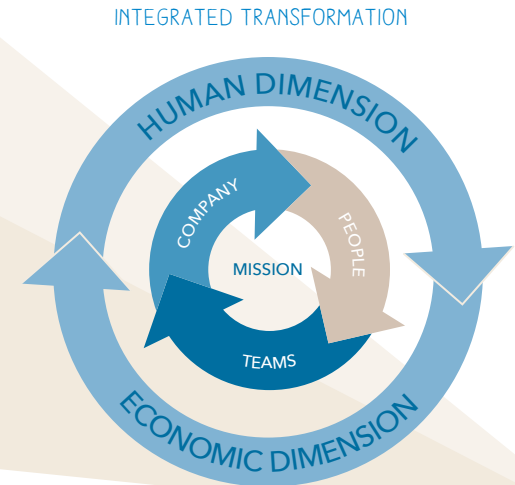 INTEGRATED TRANSFORMATION
HUMAN DIMENSION
COMPANY
PEOPLE
MISSION
TEAMS
ECONOMIC DIMENSION